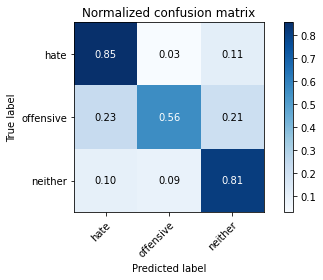 Normalized confusion matrix
True label
hate
0.85 0.03 0.11
offensive
0.23 0.56 0.21
neither
0.10 0.09 0.81
hate offensive neither
Predicted label
0.8
0.7
0.6
0.5
0.4
0.3
0.2
0.1